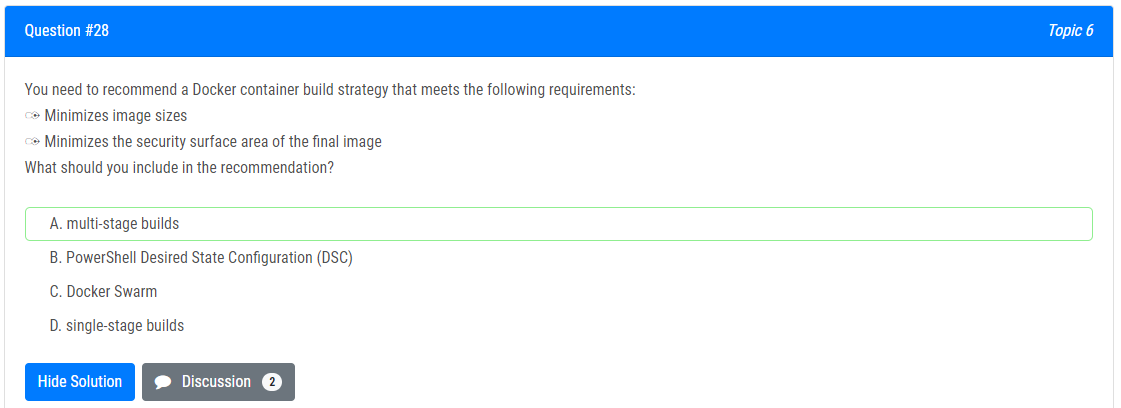 Question #28
Topic 6
You need to recommend a Docker container build strategy that meets the following requirements:
Minimizes image sizes
Minimizes the security surface area of the final image
What should you include in the recommendation?
A. multi-stage builds
B. PowerShell Desired State Configuration (DSC)
C. Docker Swarm
D. single-stage builds
Hide Solution
Discussion 2